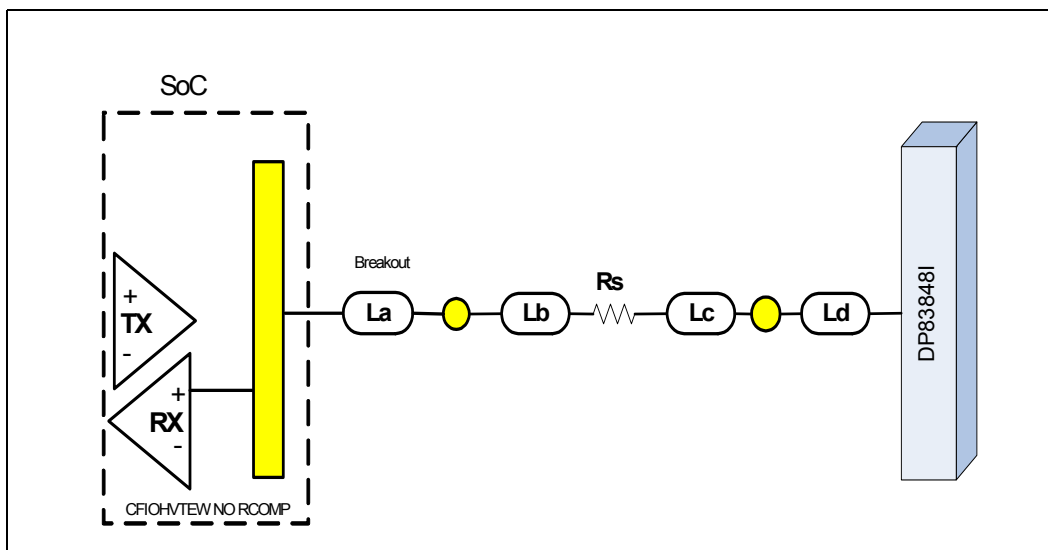 SoC
Breakout
+
TX
-
+
RX
-
La
Lb
Rs
Lc
Ld
DP83848I
CFIOHVTEW NO RCOMP